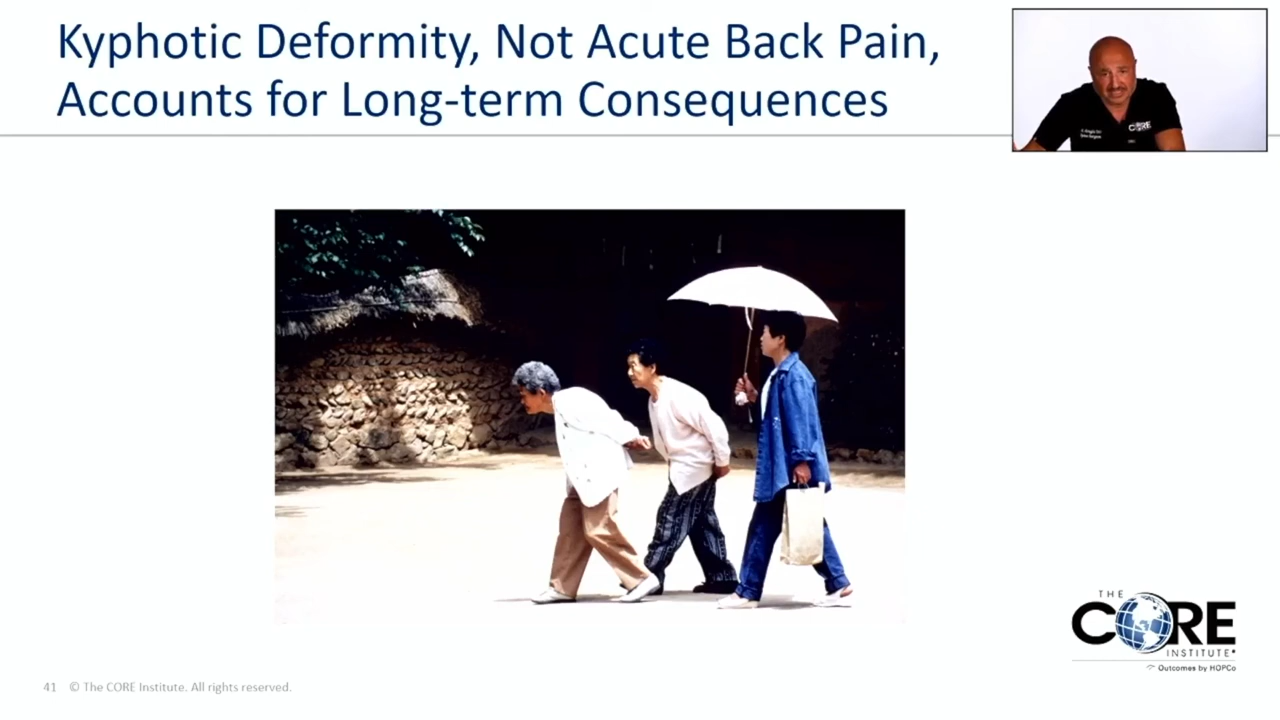 Kyphotic Deformity, Not Acute Back Pain,
Accounts for Long-term Consequences
CORE
THE
CORE
INSTITUTE
Outcomes by HOPCo
41 © The CORE Institute. All rights reserved.